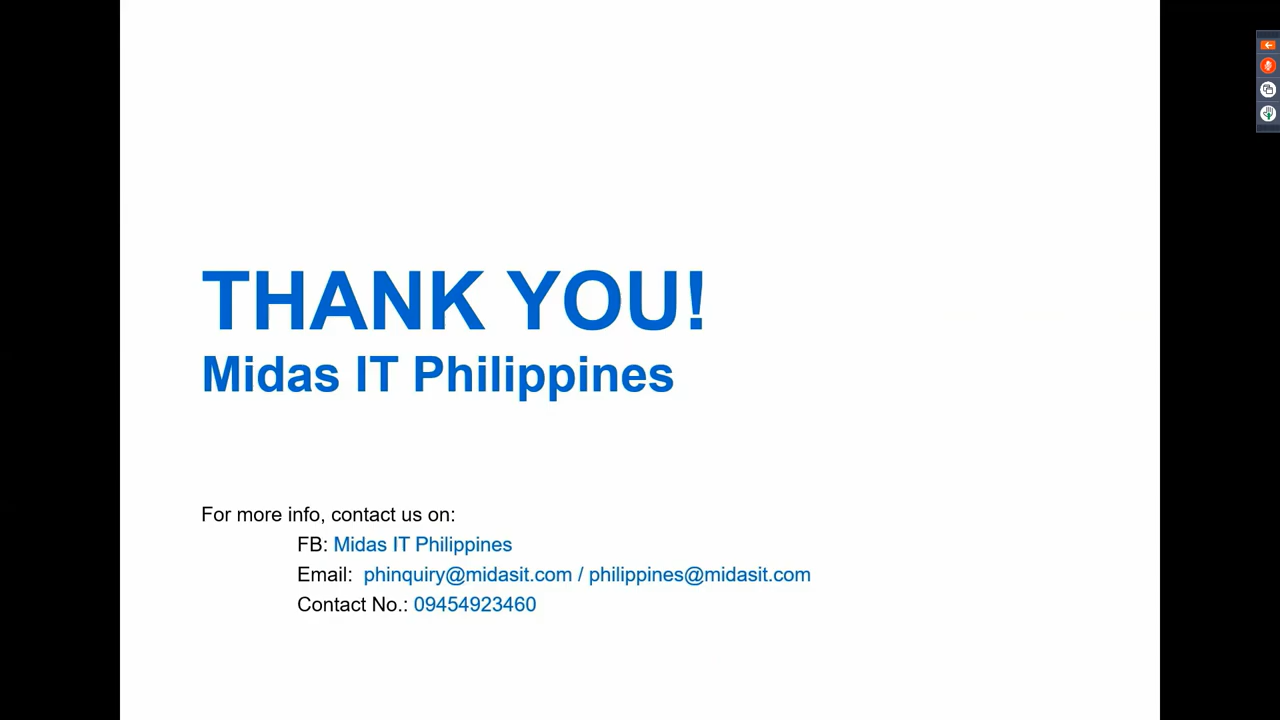 THANK YOU!
Midas IT Philippines
For more info, contact us on:
FB: Midas IT Philippines
Email: phinquiry@midasit.com / philippines@midasit.com
Contact No.: 09454923460